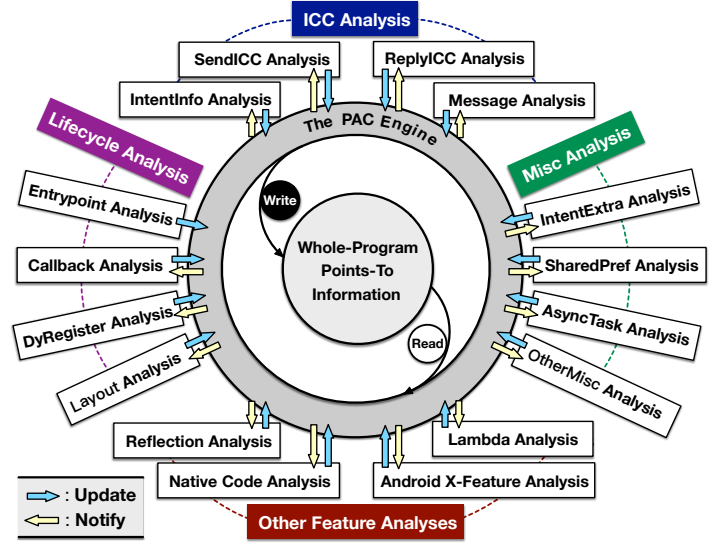 ICC Analysis
SendICC Analysis
ReplyICC Analysis
IntentInfo Analysis
Message Analysis
The PAC Engine
Lifecycle Analysis
Misc Analysis
Entrypoint Analysis
Callback Analysis
DyRegister Analysis
Layout Analysis
Write
Whole-Program
Points-To
Information
Read
IntentExtra Analysis
SharedPref Analysis
AsyncTask Analysis
OtherMisc Analysis
Reflection Analysis
Lambda Analysis
Native Code Analysis
Android X-Feature Analysis
Other Feature Analyses
: Update
: Notify